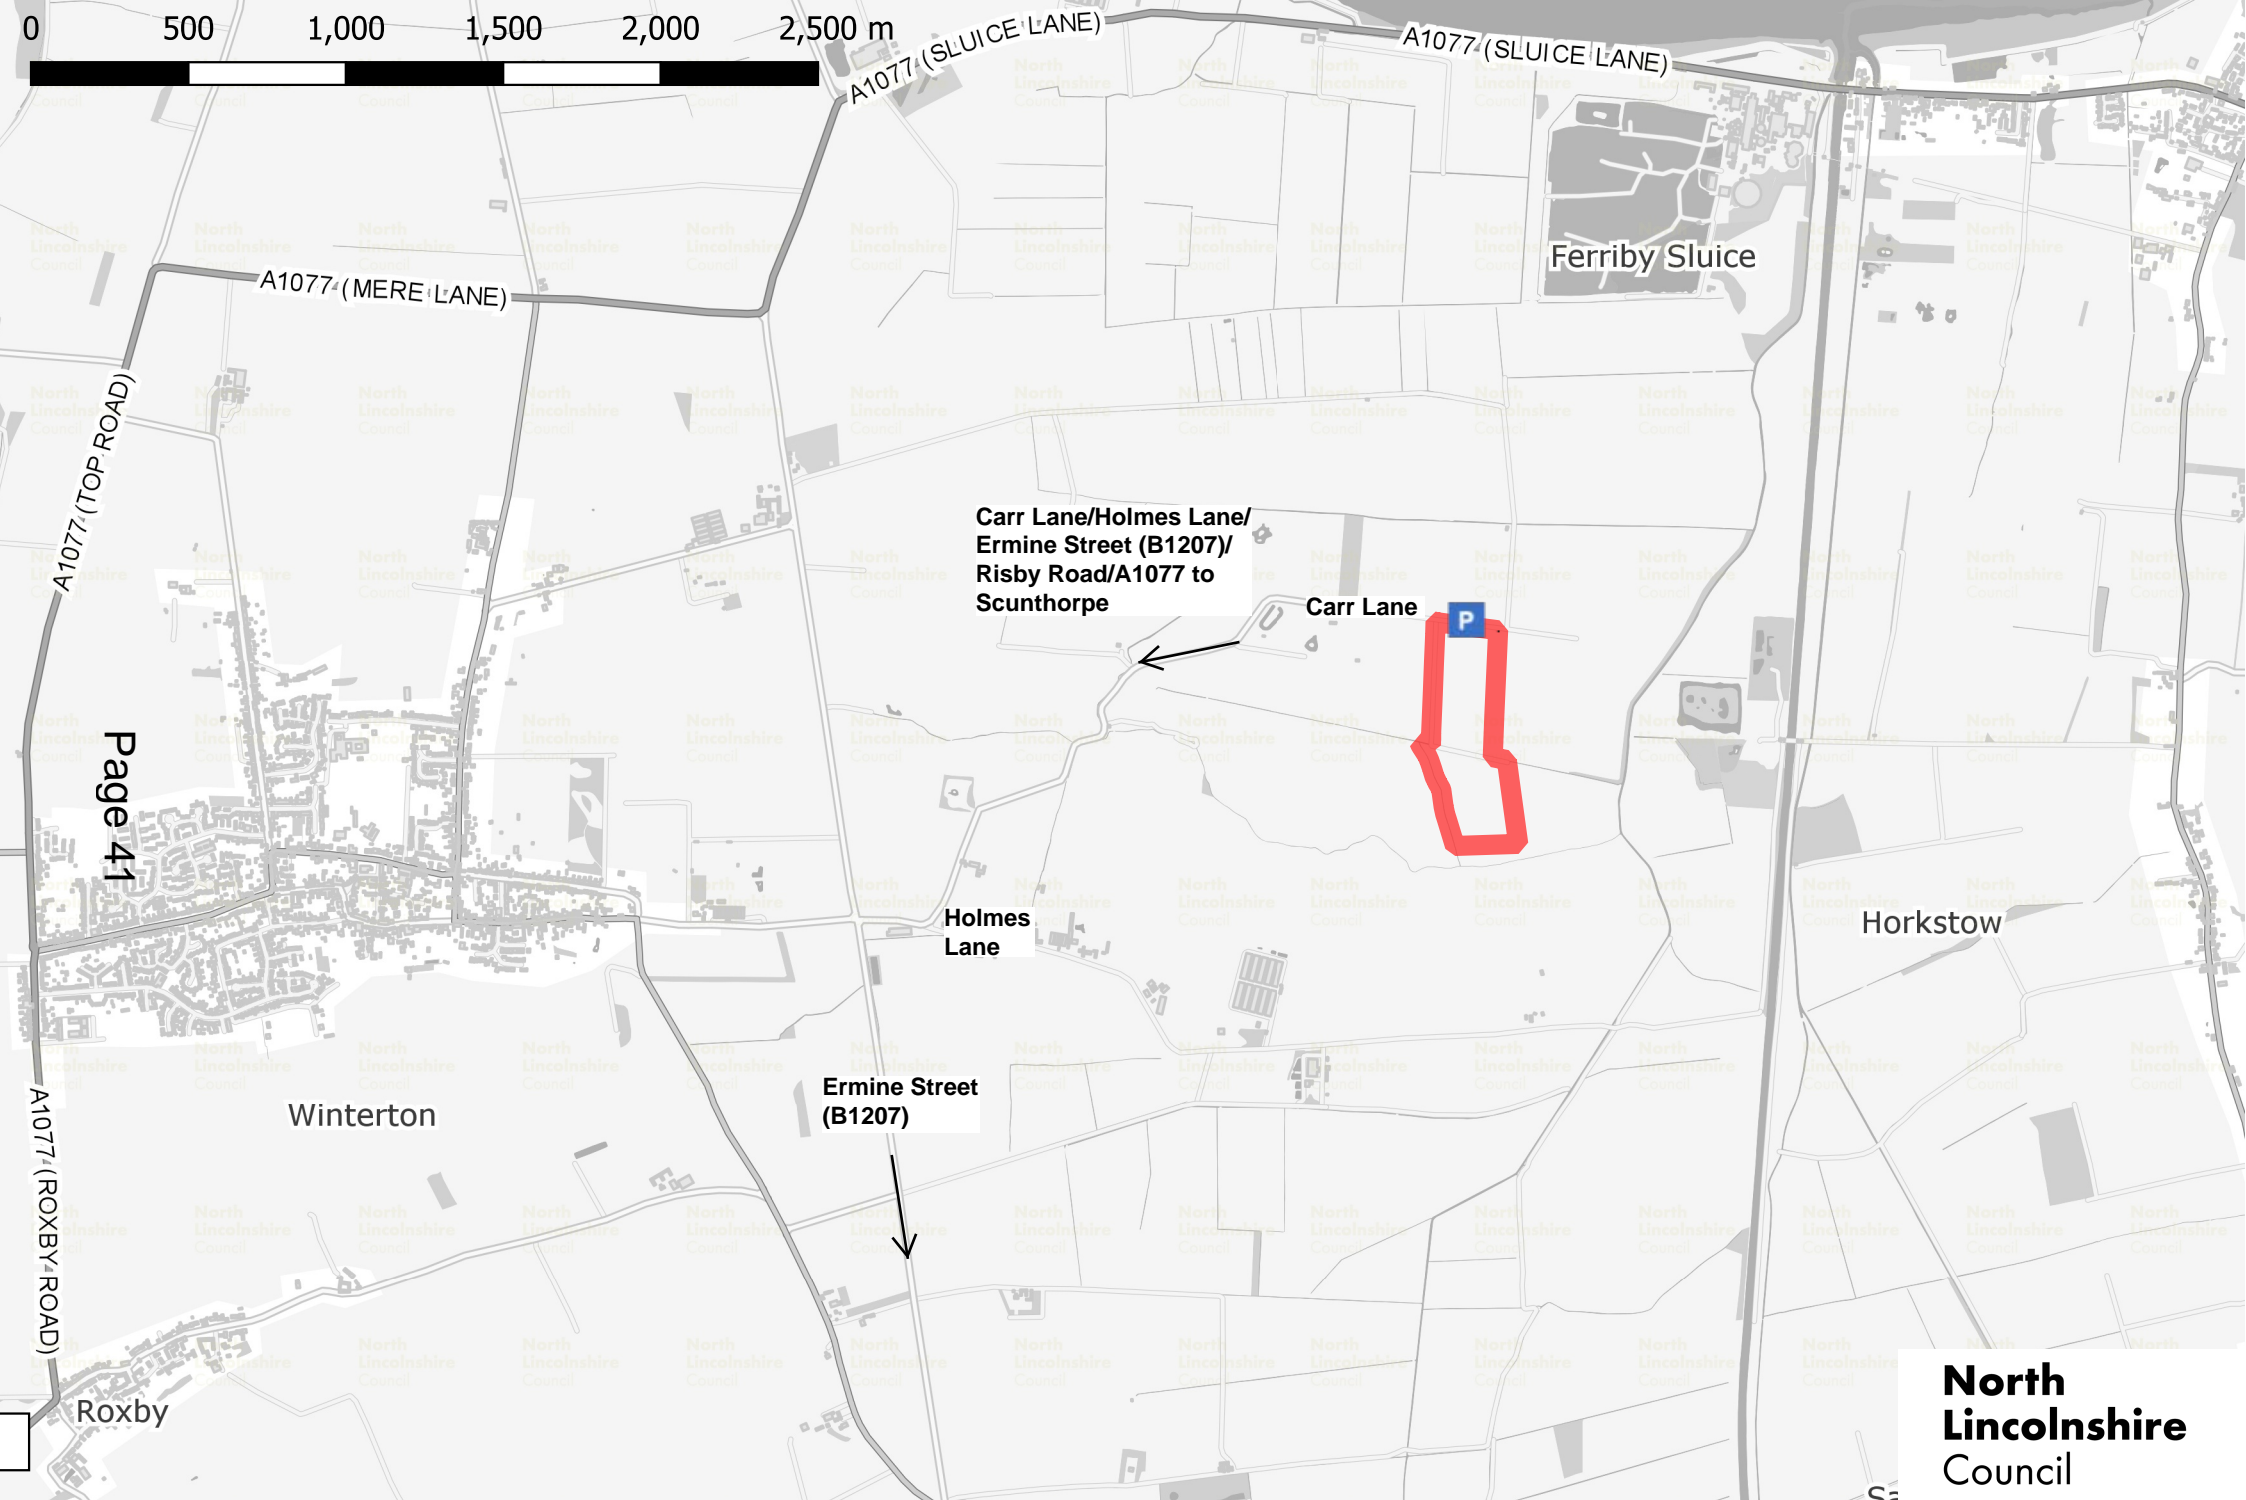 0 500 1,000 1,500 2,000 2,500 m
A1077 (SLUICE LANE)
A1077 (SLUICE LANE)
Ferriby Sluice
A1077 (MERE LANE)
A1077 (TOP ROAD)
Carr Lane/Holmes Lane/
Ermine Street (B1207)/
Risby Road/A1077 to
Scunthorpe
Carr Lane
P
Page 41
Holmes
Lane
Horkstow
Ermine Street
(B1207)
Winterton
A1077 (ROXBY ROAD)
Roxby
North
Lincolnshire
Council